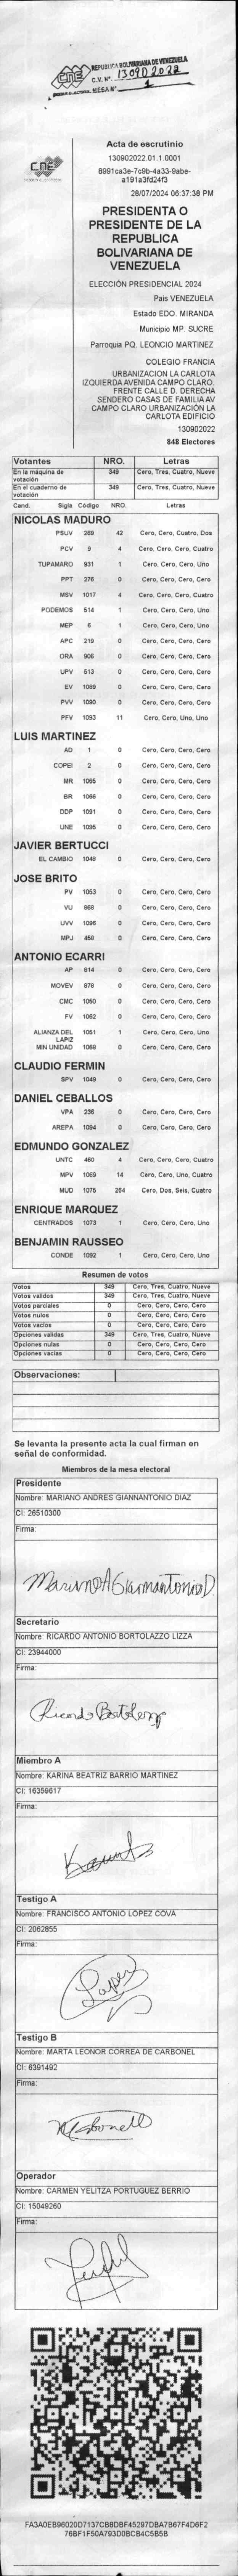 CNE
REPUBLICA BOLIVARIANA DE VENEZUELA
C.V. Nº. 130902022
MESA Nº. 1
CNE
Acta de escrutinio
130902022.01.1.0001
8991ca3e-7c9b-4a33-9abe-
a191a3fd24f3
28/07/2024 06:37:38 PM
PRESIDENTA O
PRESIDENTE DE LA
REPUBLICA
BOLIVARIANA DE
VENEZUELA
ELECCIÓN PRESIDENCIAL 2024
País VENEZUELA
Estado EDO. MIRANDA
Municipio MP. SUCRE
Parroquia PQ. LEONCIO MARTINEZ
COLEGIO FRANCIA
URBANIZACION LA CARLOTA
IZQUIERDA AVENIDA CAMPO CLARO.
FRENTE CALLE D. DERECHA
SENDERO CASAS DE FAMILIA AV
CAMPO CLARO URBANIZACIÓN LA
CARLOTA EDIFICIO
130902022
848 Electores
Votantes NRO. Letras
En la máquina de votación 349 Cero, Tres, Cuatro, Nueve
En el cuaderno de votación 349 Cero, Tres, Cuatro, Nueve
Cand. Sigla Código NRO. Letras
NICOLAS MADURO
PSUV 269 42 Cero, Cero, Cuatro, Dos
PCV 9 4 Cero, Cero, Cero, Cuatro
TUPAMARO 931 1 Cero, Cero, Cero, Uno
PPT 276 0 Cero, Cero, Cero, Cero
MSV 1017 4 Cero, Cero, Cero, Cuatro
PODEMOS 514 1 Cero, Cero, Cero, Uno
MEP 6 1 Cero, Cero, Cero, Uno
APC 219 0 Cero, Cero, Cero, Cero
ORA 906 0 Cero, Cero, Cero, Cero
UPV 513 0 Cero, Cero, Cero, Cero
EV 1089 0 Cero, Cero, Cero, Cero
PVV 1090 0 Cero, Cero, Cero, Cero
PFV 1093 11 Cero, Cero, Uno, Uno
LUIS MARTINEZ
AD 1 0 Cero, Cero, Cero, Cero
COPEI 2 0 Cero, Cero, Cero, Cero
MR 1065 0 Cero, Cero, Cero, Cero
BR 1066 0 Cero, Cero, Cero, Cero
DDP 1091 0 Cero, Cero, Cero, Cero
UNE 1095 0 Cero, Cero, Cero, Cero
JAVIER BERTUCCI
EL CAMBIO 1048 0 Cero, Cero, Cero, Cero
JOSE BRITO
PV 1053 0 Cero, Cero, Cero, Cero
VU 868 0 Cero, Cero, Cero, Cero
UVV 1096 0 Cero, Cero, Cero, Cero
MPJ 458 0 Cero, Cero, Cero, Cero
ANTONIO ECARRI
AP 914 0 Cero, Cero, Cero, Cero
MOVEV 879 0 Cero, Cero, Cero, Cero
CMC 1050 0 Cero, Cero, Cero, Cero
FV 1062 0 Cero, Cero, Cero, Cero
ALIANZA DEL LAPIZ 1051 1 Cero, Cero, Cero, Uno
MIN UNIDAD 1068 0 Cero, Cero, Cero, Cero
CLAUDIO FERMIN
SPV 1049 0 Cero, Cero, Cero, Cero
DANIEL CEBALLOS
VPA 236 0 Cero, Cero, Cero, Cero
AREPA 1094 0 Cero, Cero, Cero, Cero
EDMUNDO GONZALEZ
UNTC 460 4 Cero, Cero, Cero, Cuatro
MPV 1069 14 Cero, Cero, Uno, Cuatro
MUD 1075 264 Cero, Dos, Seis, Cuatro
ENRIQUE MARQUEZ
CENTRADOS 1073 1 Cero, Cero, Cero, Uno
BENJAMIN RAUSSEO
CONDE 1092 1 Cero, Cero, Cero, Uno
Resumen de votos
Votos 349 Cero, Tres, Cuatro, Nueve
Votos validos 349 Cero, Tres, Cuatro, Nueve
Votos parciales 0 Cero, Cero, Cero, Cero
Votos nulos 0 Cero, Cero, Cero, Cero
Votos vacios 0 Cero, Cero, Cero, Cero
Opciones validas 349 Cero, Tres, Cuatro, Nueve
Opciones nulas 0 Cero, Cero, Cero, Cero
Opciones vacias 0 Cero, Cero, Cero, Cero
Observaciones:
Se levanta la presente acta la cual firman en
señal de conformidad.
Miembros de la mesa electoral
Presidente
Nombre: MARIANO ANDRES GIANNANTONIO DIAZ
CI: 26510300
Firma:
Mariano A Giannantonio D
Secretario
Nombre: RICARDO ANTONIO BORTOLAZZO LIZZA
CI: 23944000
Firma:
Miembro A
Nombre: KARINA BEATRIZ BARRIO MARTINEZ
CI: 16359617
Firma:
Testigo A
Nombre: FRANCISCO ANTONIO LOPEZ COVA
CI: 2062855
Firma:
Lopez
Testigo B
Nombre: MARTA LEONOR CORREA DE CARBONEL
CI: 6391492
Firma:
Operador
Nombre: CARMEN YELITZA PORTUGUEZ BERRIO
CI: 15049260
Firma:
FA3A0EB96020D7137CB8DBF45297DBA7B67F4D6F2
76BF1F50A793D0BCB4C5B5B